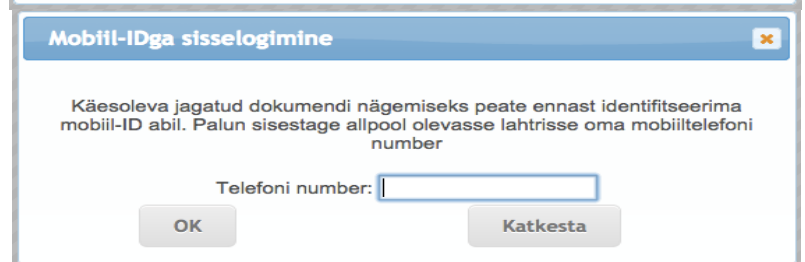 Mobiil-IDga sisselogimine
Käesoleva jagatud dokumendi nägemiseks peate ennast identifitseerima
mobiil-ID abil. Palun sisestage allpool olevasse lahtrisse oma mobiiltelefoni
number
Telefoni number:
OK Katkesta